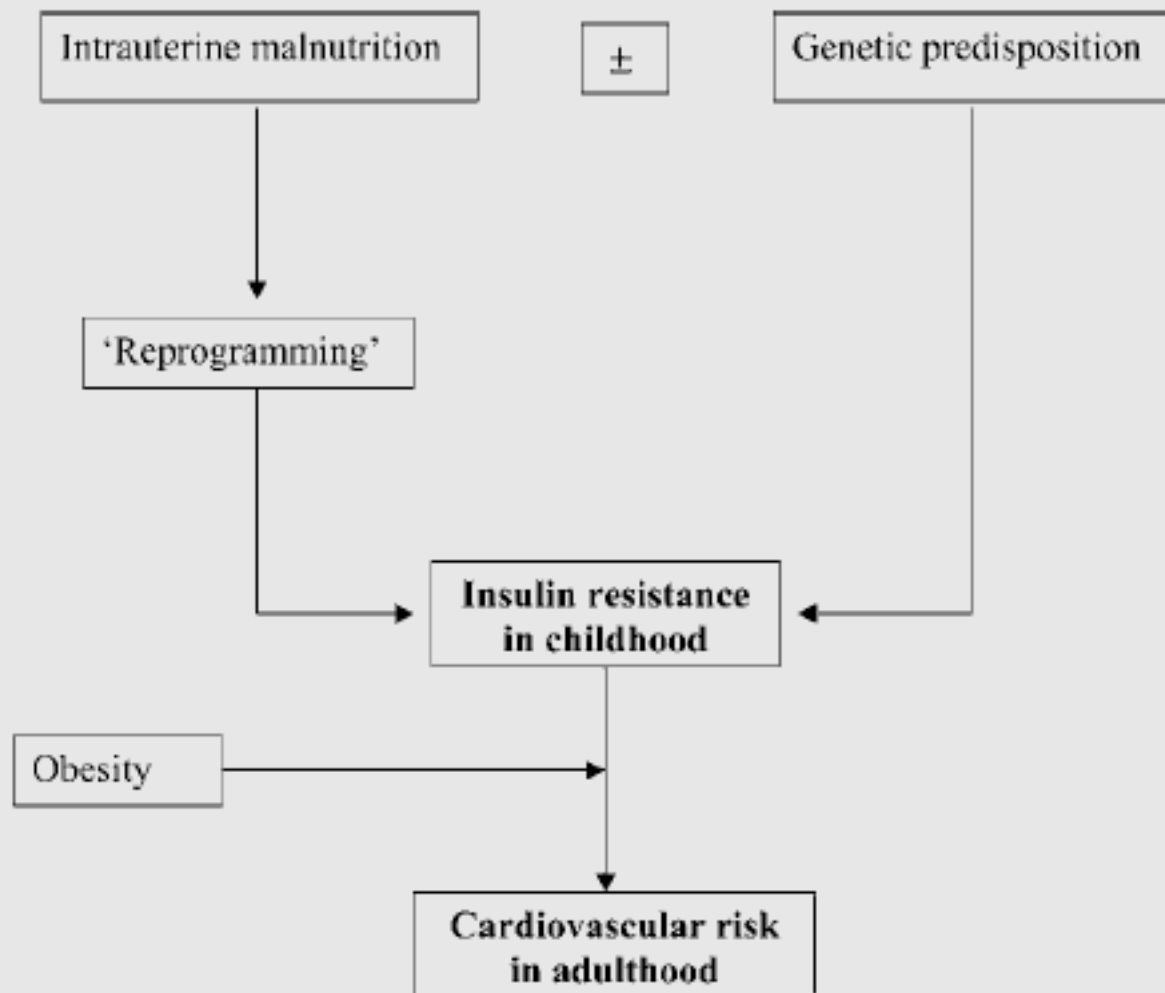 Intrauterine malnutrition
±
Genetic predisposition
‘Reprogramming’
Insulin resistance
in childhood
Obesity
Cardiovascular risk
in adulthood